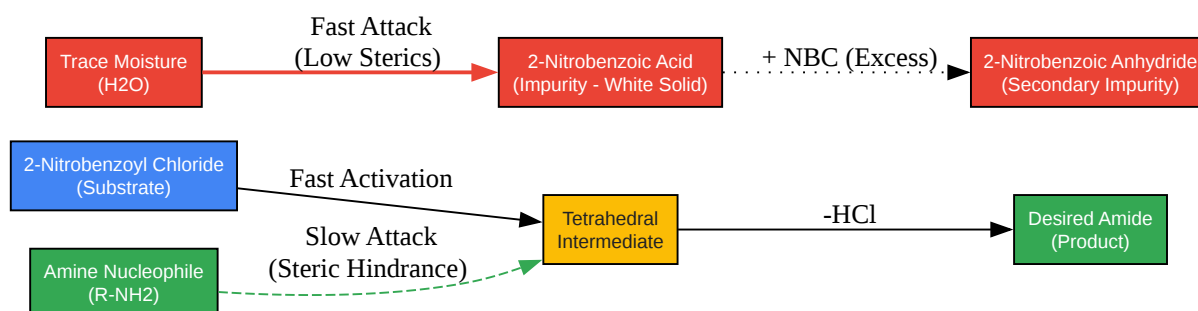 Trace Moisture
(H2O)
Fast Attack
(Low Sterics)
2-Nitrobenzoic Acid
(Impurity - White Solid)
+ NBC (Excess)
2-Nitrobenzoic Anhydride
(Secondary Impurity)
2-Nitrobenzoyl Chloride
(Substrate)
Fast Activation
Tetrahedral
Intermediate
-HCl
Desired Amide
(Product)
Slow Attack
(Steric Hindrance)
Amine Nucleophile
(R-NH2)